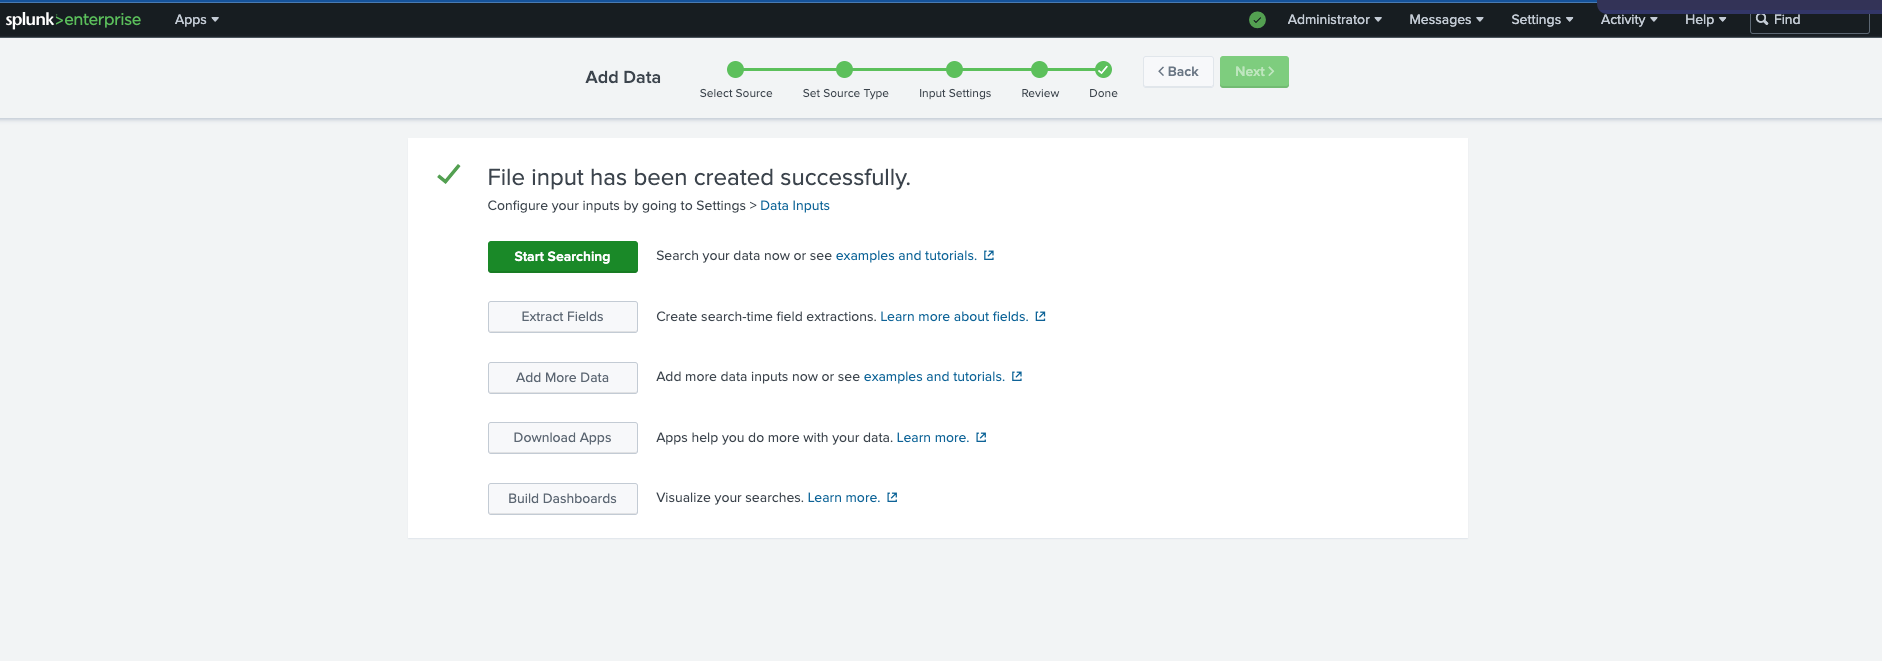 splunk>enterprise Apps Administrator Messages Settings Activity Help Find
Add Data Select Source Set Source Type Input Settings Review Done Back Next
File input has been created successfully.
Configure your inputs by going to Settings > Data Inputs
Start Searching Search your data now or see examples and tutorials.
Extract Fields Create search-time field extractions. Learn more about fields.
Add More Data Add more data inputs now or see examples and tutorials.
Download Apps Apps help you do more with your data. Learn more.
Build Dashboards Visualize your searches. Learn more.